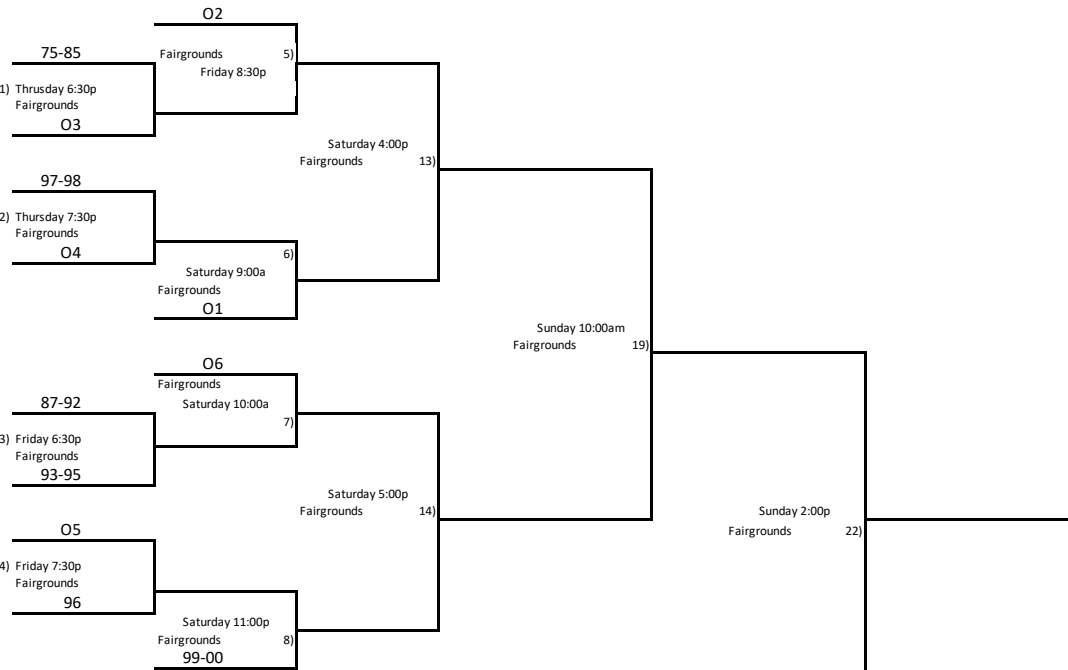 O2
75-85
Fairgrounds 5)
Friday 8:30p
1) Thrusday 6:30p
Fairgrounds
O3
Saturday 4:00p
Fairgrounds 13)
97-98
2) Thursday 7:30p
Fairgrounds
O4
6)
Saturday 9:00a
Fairgrounds
O1
Sunday 10:00am
Fairgrounds 19)
O6
Fairgrounds
87-92
Saturday 10:00a
7)
3) Friday 6:30p
Fairgrounds
93-95
Saturday 5:00p
Fairgrounds 14)
Sunday 2:00p
Fairgrounds 22)
O5
4) Friday 7:30p
Fairgrounds
96
Saturday 11:00p
Fairgrounds 8)
99-00